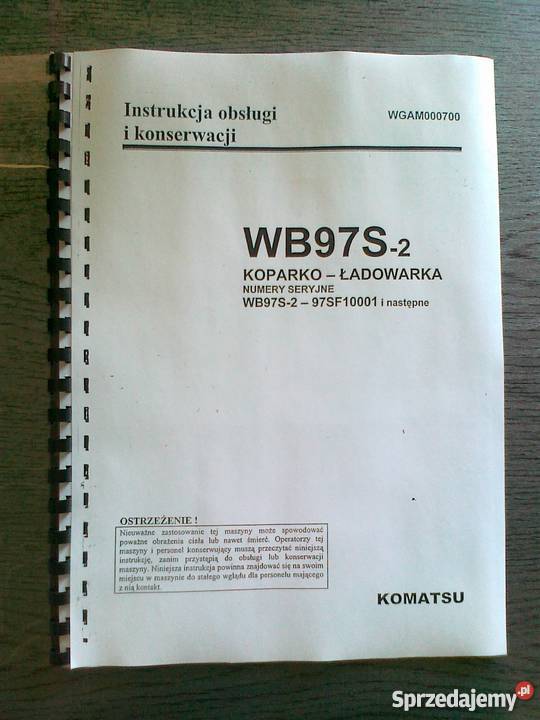 Instrukcja obsługi
i konserwacji
WGAM000700
WB97S-2
KOPARKO – ŁADOWARKA
NUMERY SERYJNE
WB97S-2 – 97SF10001 i następne
OSTRZEŻENIE !
Nieuważne zastosowanie tej maszyny może spowodować
poważne obrażenia ciała lub nawet śmierć. Operatorzy tej
maszyny i personel konserwujący muszą przeczytać niniejszą
instrukcję, zanim przystąpią do obsługi lub konserwacji
maszyny. Niniejsza instrukcja powinna znajdować się na swoim
miejscu w maszynie do stałego wglądu dla personelu mającego
z nią kontakt.
KOMATSU
Sprzedajemy.pl